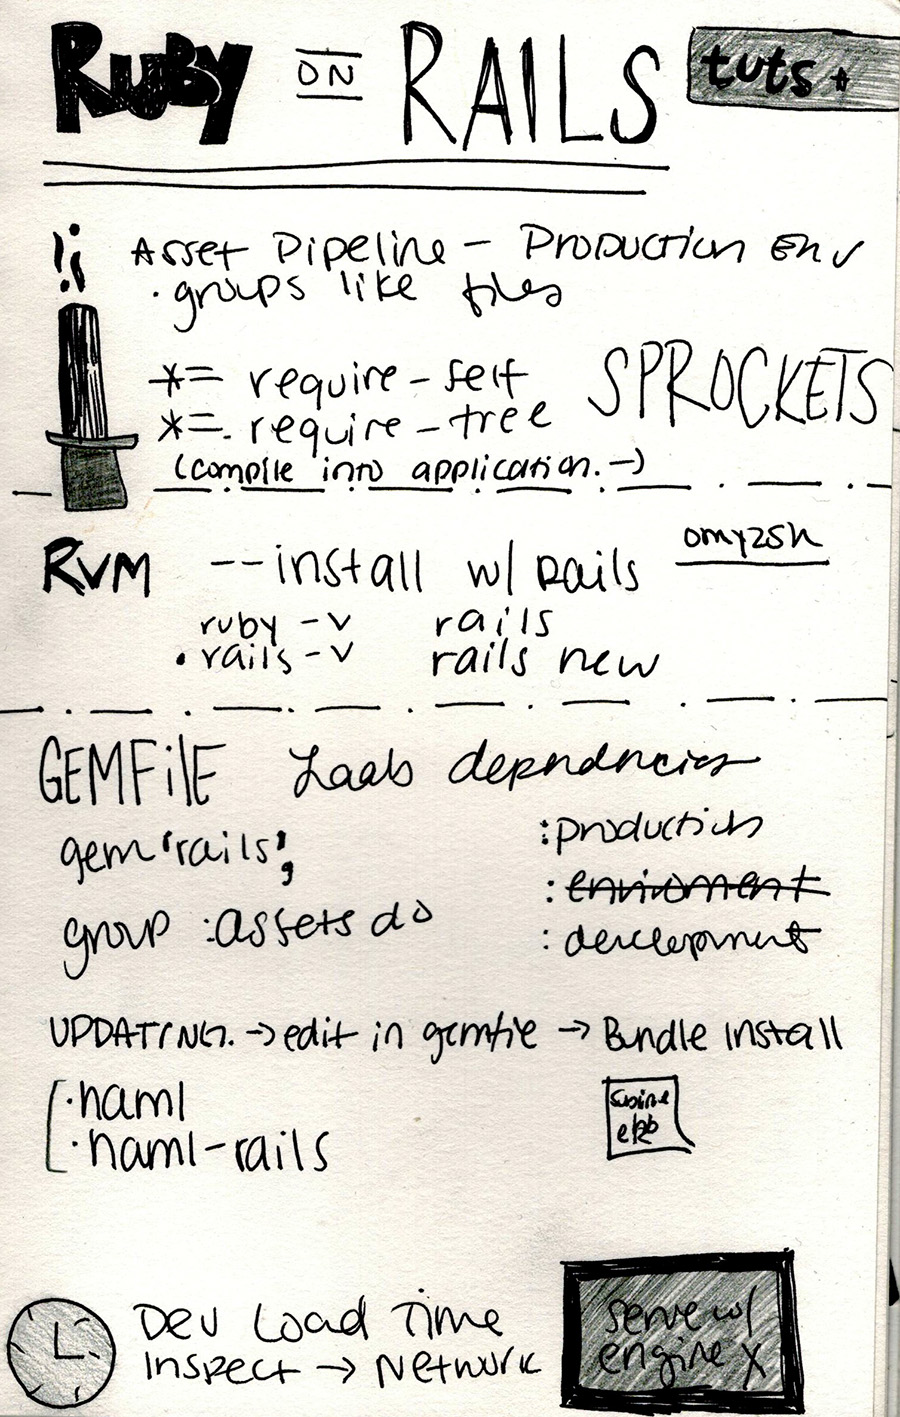 RUBY ON RAILS tuts+
!¡ Asset Pipeline - Production Env
· groups like files
*= require-self
*= require-tree
SPROCKETS
(compile into application. →)
RVM --install w/ Rails
omyzsh
ruby -v rails
· rails -v rails new
GEMFilE Loads dependencies
gem 'rails',
:production
:enviroment
group :assets do
:development
UPDATING. → edit in gemfile → Bundle install
· haml
· haml-rails
Dev Load Time
inspect → Network
serve w/
engine X